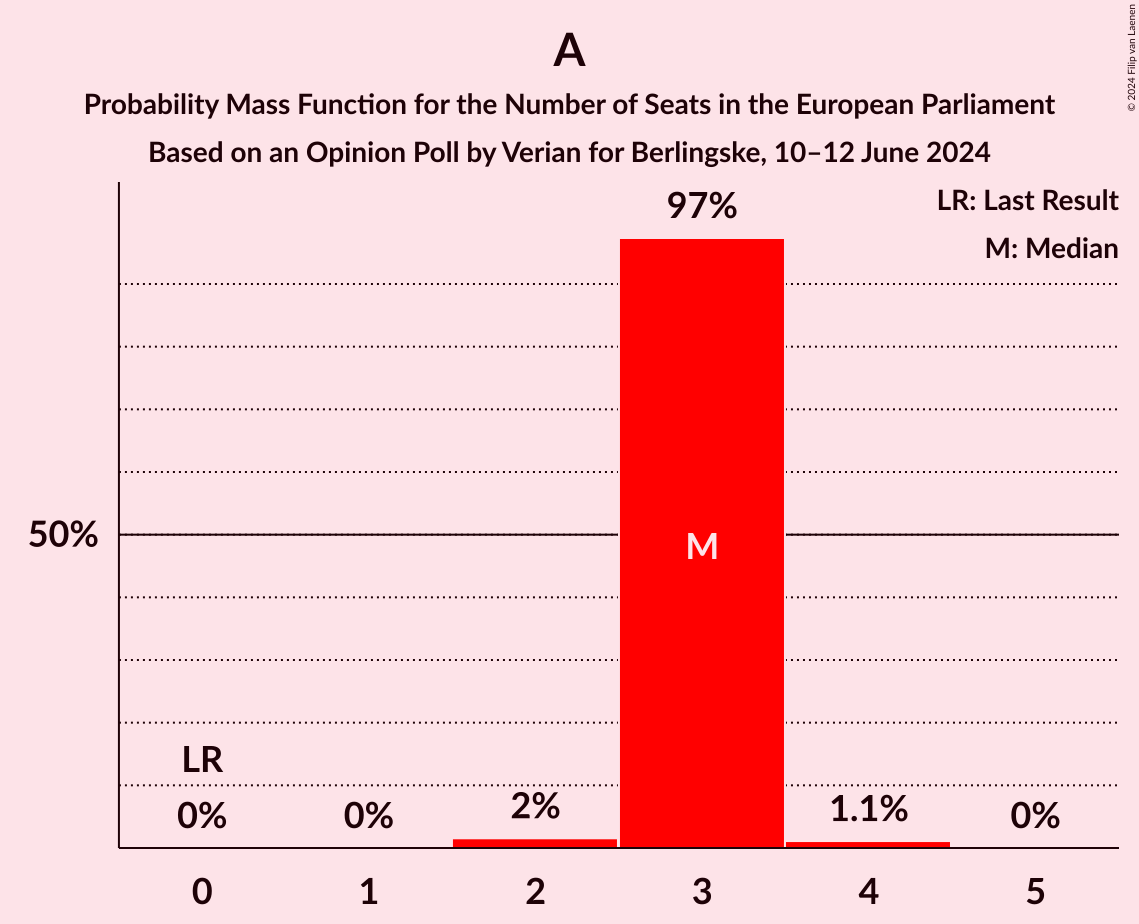 A
Probability Mass Function for the Number of Seats in the European Parliament
Based on an Opinion Poll by Verian for Berlingske, 10–12 June 2024
© 2024 Filip van Laenen
LR: Last Result
M: Median
97%
50%
M
LR
0%
0%
2%
1.1%
0%
0
1
2
3
4
5